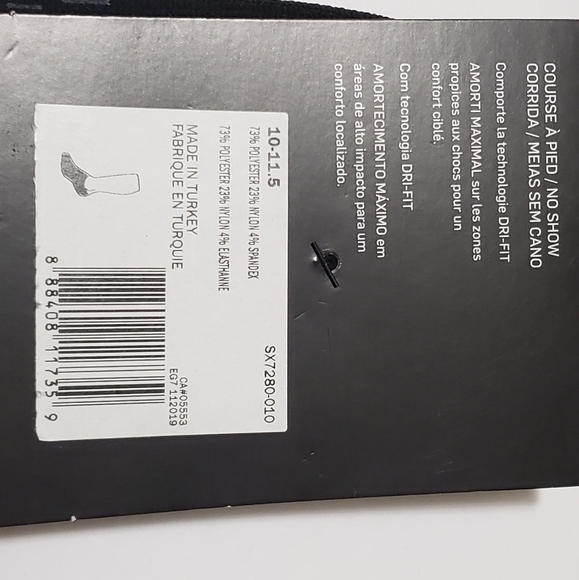 COURSE À PIED / NO SHOW
CORRIDA / MEIAS SEM CANO
Comporte la technologie DRI-FIT
AMORTI MAXIMAL sur les zones
propices aux chocs pour un
confort ciblé.
Com tecnologia DRI-FIT
AMORTECIMENTO MÁXIMO em
áreas de alto impacto para um
conforto localizado.
10-11.5
SX7280-010
73% POLYESTER 23% NYLON 4% SPANDEX
73% POLYESTER 23% NYLON 4% ELASTHANNE
MADE IN TURKEY
FABRIQUE EN TURQUIE
CA#05553
EG7 112019
8 88408 11735 9